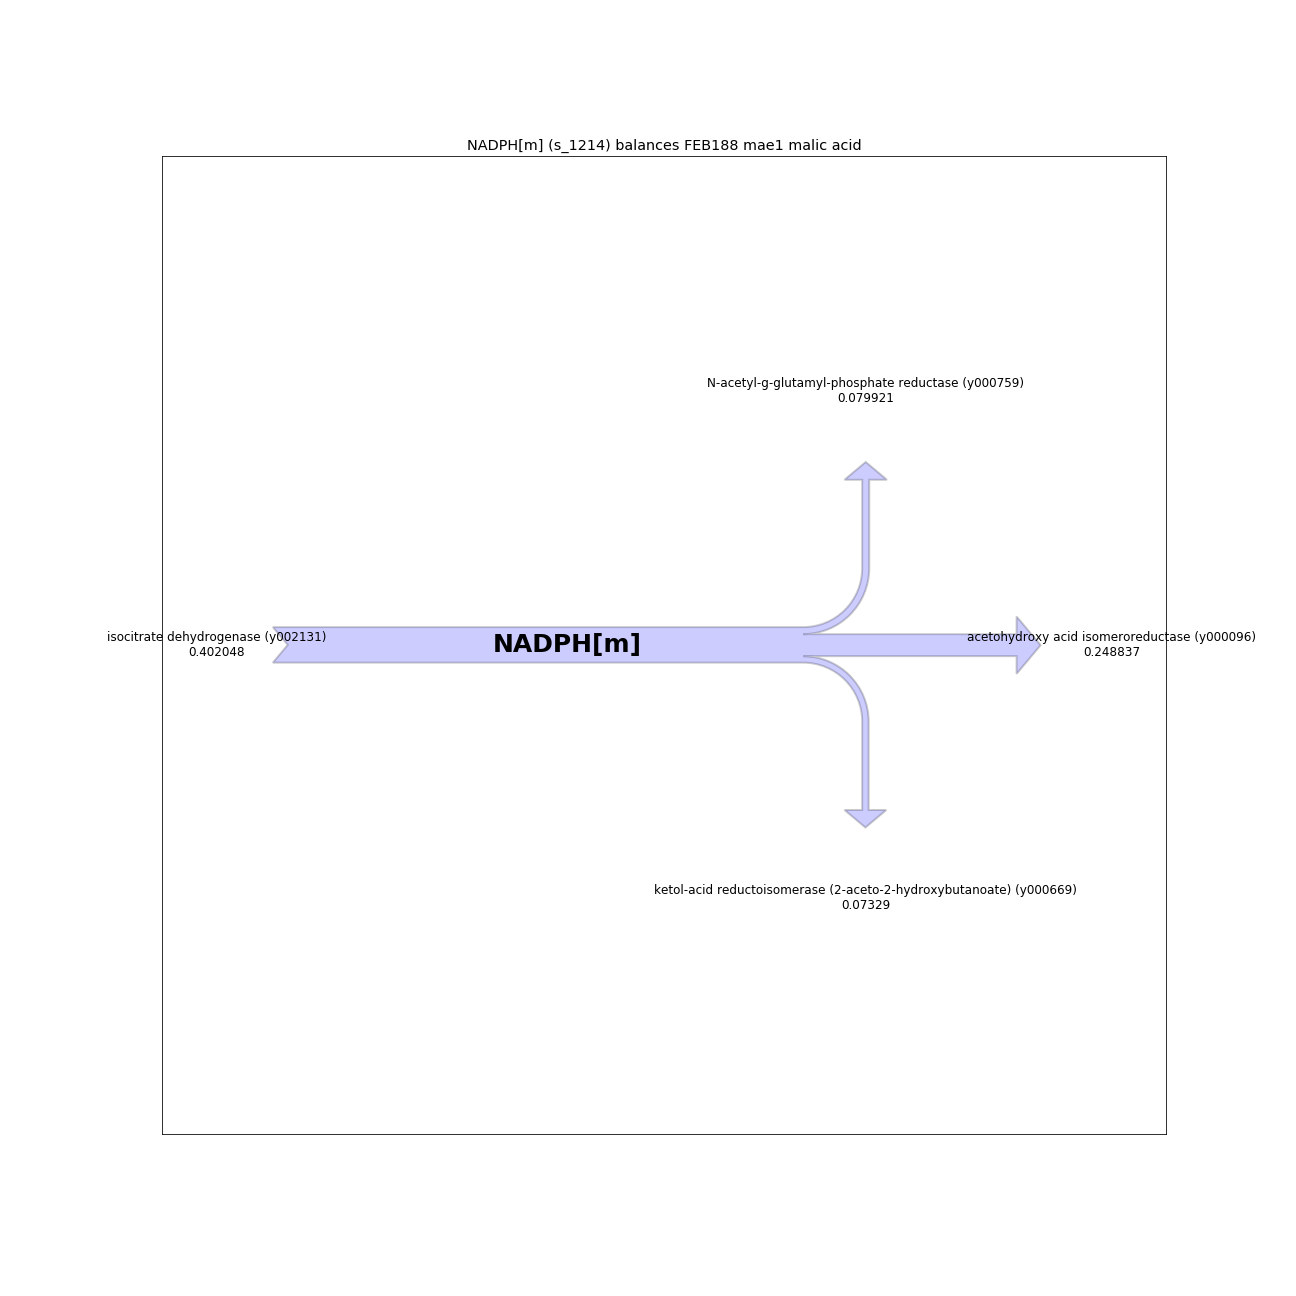 NADPH[m] (s_1214) balances FEB188 mae1 malic acid
N-acetyl-g-glutamyl-phosphate reductase (y000759)
0.079921
isocitrate dehydrogenase (y002131)
0.402048
NADPH[m]
acetohydroxy acid isomeroreductase (y000096)
0.248837
ketol-acid reductoisomerase (2-aceto-2-hydroxybutanoate) (y000669)
0.07329